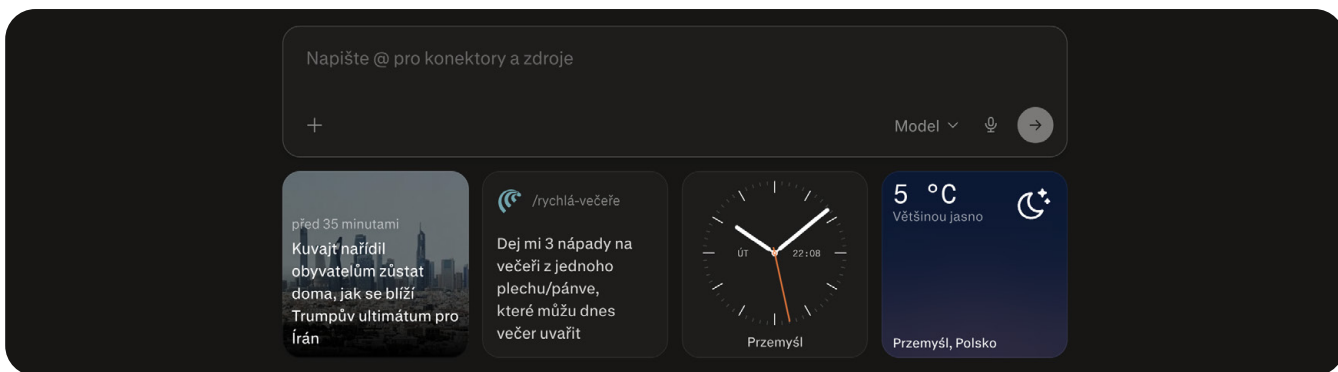 Napište @ pro konektory a zdroje
Model
před 35 minutami
Kuvajt nařídil
obyvatelům zůstat
doma, jak se blíží
Trumpův ultimátum pro
Írán
/rychlá-večeře
Dej mi 3 nápady na
večeři z jednoho
plechu/pánve,
které můžu dnes
večer uvařit
ÚT
22:08
Przemyśl
5 °C
Většinou jasno
Przemyśl, Polsko